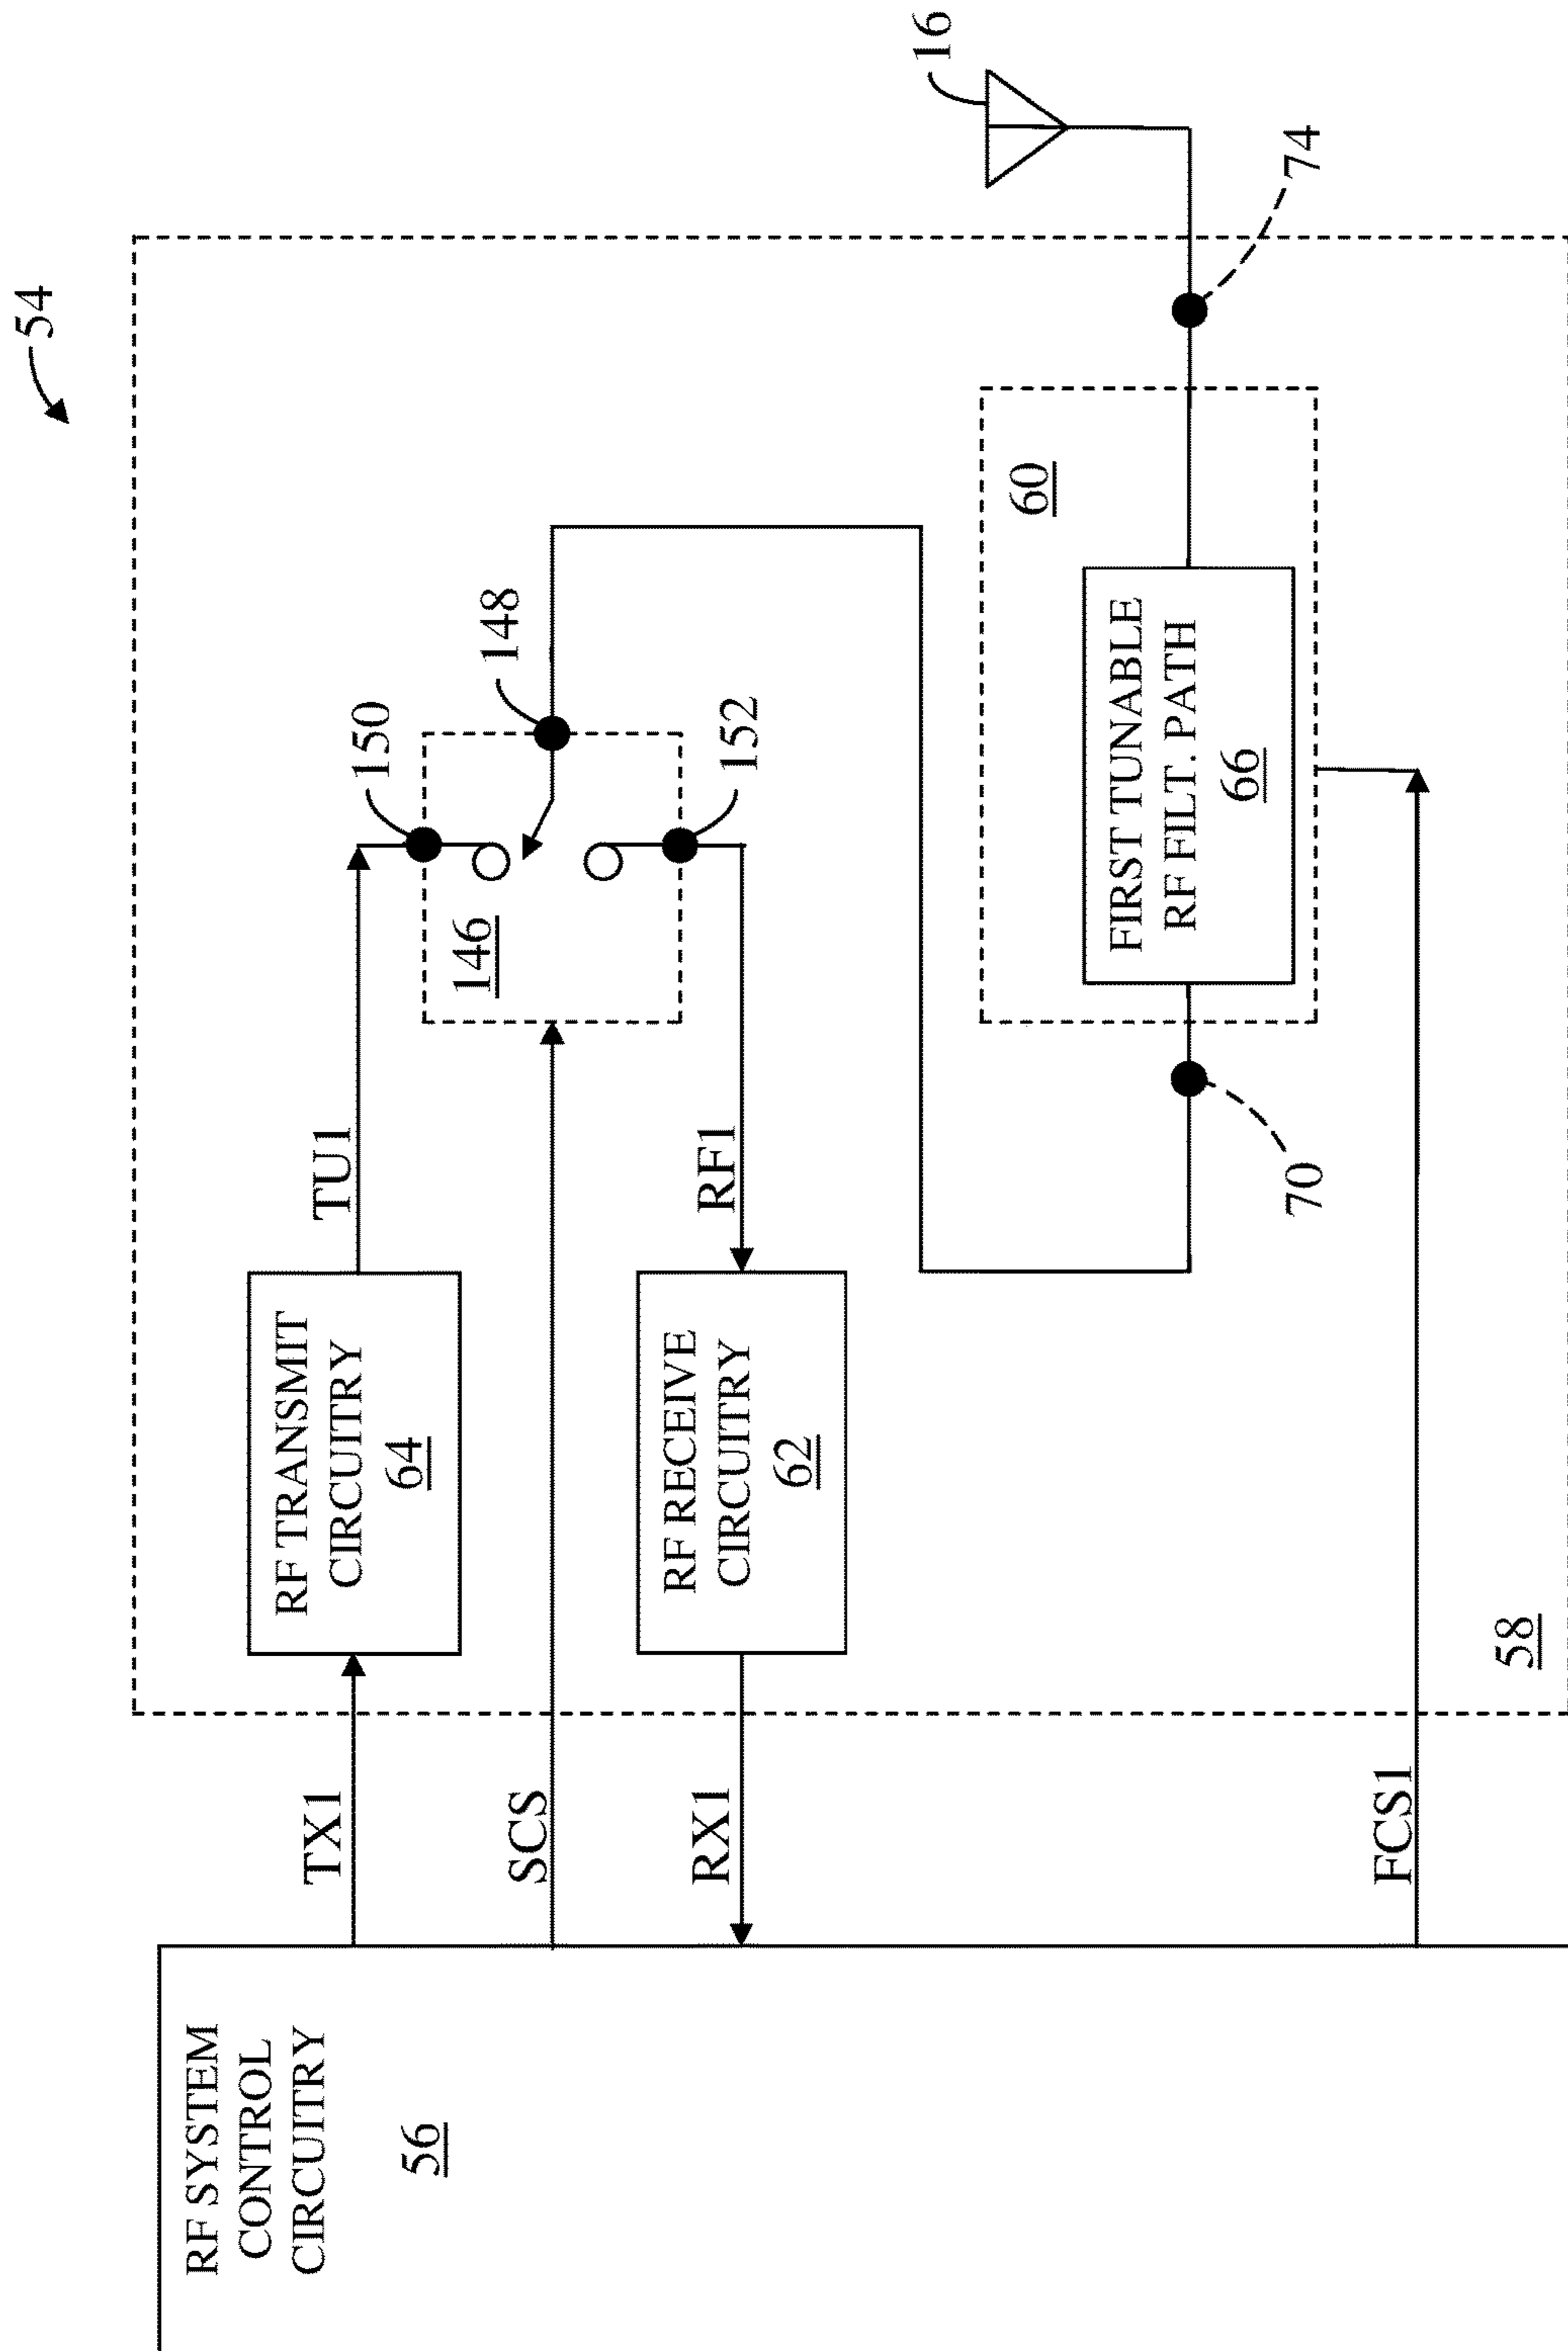 54
RF SYSTEM
CONTROL
CIRCUITRY
56
TX1
RF TRANSMIT
CIRCUITRY
64
TU1
150
146
148
SCS
152
RX1
RF RECEIVE
CIRCUITRY
62
RF1
16
60
FIRST TUNABLE
RF FILT. PATH
66
70
74
FCS1
58